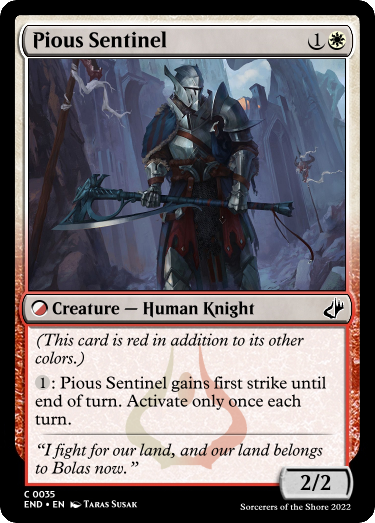 Pious Sentinel 1
Creature — Human Knight
(This card is red in addition to its other
colors.)
1: Pious Sentinel gains first strike until
end of turn. Activate only once each
turn.
“I fight for our land, and our land belongs
to Bolas now.”
2/2
C 0035
END • EN Taras Susak
Sorcerers of the Shore 2022